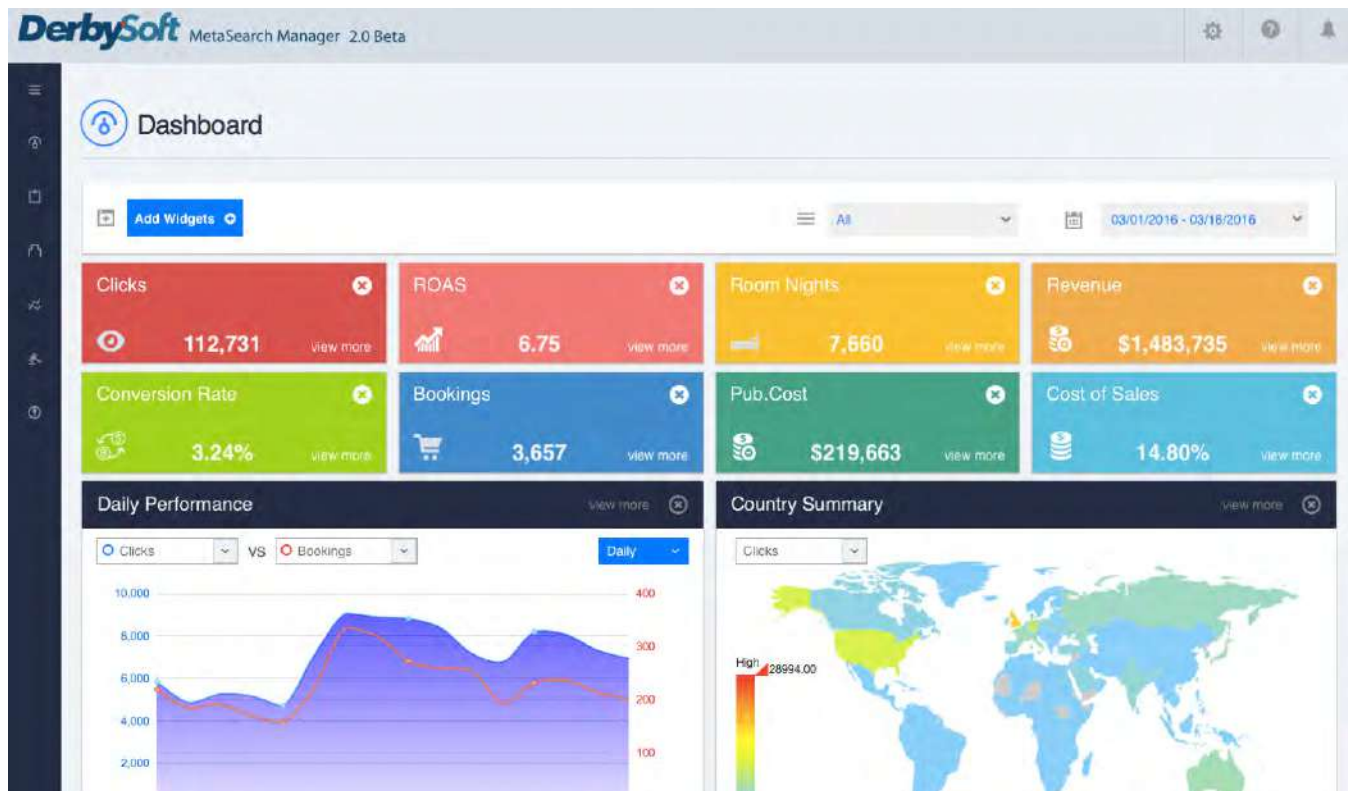 DerbySoft MetaSearch Manager 2.0 Beta
Dashboard
Add Widgets
All
03/01/2016 - 03/16/2016
Clicks
112,731 view more
ROAS
6.75 view more
Room Nights
7,660 view more
Revenue
$1,483,735 view more
Conversion Rate
3.24% view more
Bookings
3,657 view more
Pub.Cost
$219,663 view more
Cost of Sales
14.80% view more
Daily Performance view more
Clicks VS Bookings Daily
10,000 400
8,000
300
6,000
200
4,000
100
2,000
Country Summary view more
Clicks
High 28994.00